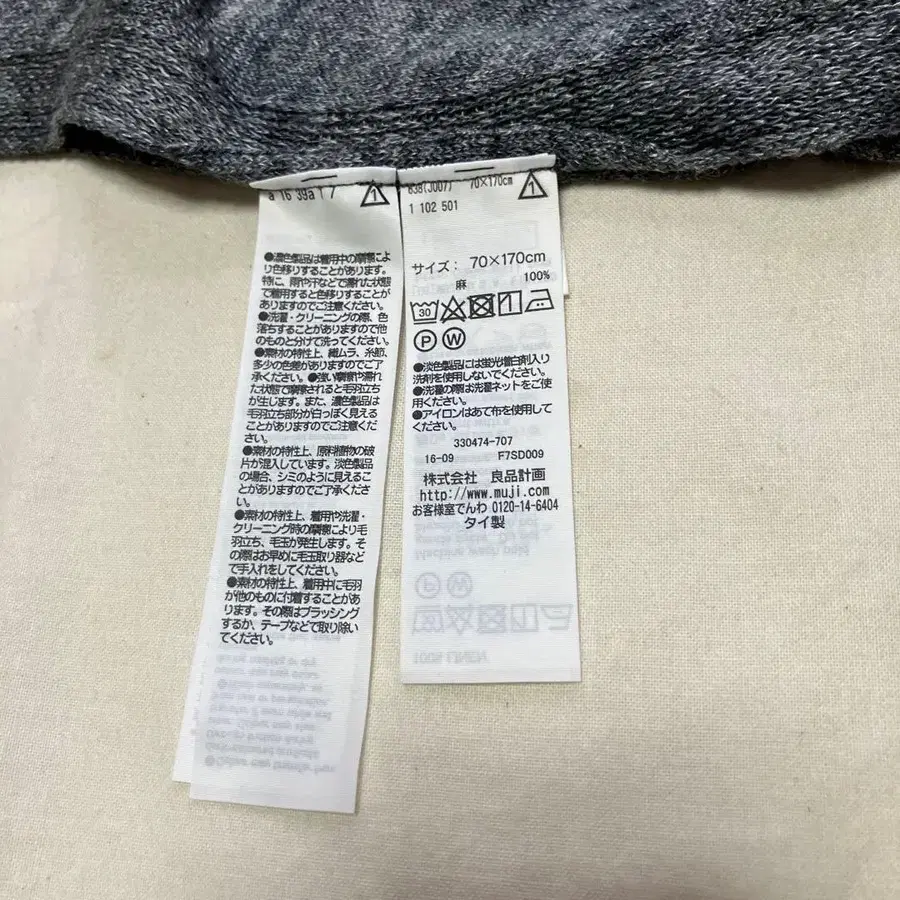 a 16 39a T 7
1
●濃色製品は着用中の摩擦によ
り色移りすることがあります。
特に、雨や汗などで濡れた状態
で着用すると色移りすることが
ありますのでご注意ください。
●洗濯・クリーニングの際、色
落ちすることがありますので他
のものと分けて洗ってください。
●素材の特性上、織ムラ、糸節、
多少の色差がありますのでご了
承ください。●強い摩擦や濡れ
た状態で摩擦されると毛羽立ち
が生じます。また、濃色製品は
毛羽立ち部分が白っぽく見える
ことがありますのでご注意くだ
さい。
●素材の特性上、原料植物の破
片が混入しています。淡色製品
の場合、シミのように見えるこ
とがありますのでご了承くださ
い。
●素材の特性上、着用や洗濯・
クリーニング時の摩擦により毛
羽立ち、毛玉が発生します。そ
の際はお早めに毛玉取り器など
で手入れをしてください。
●素材の特性上、着用中に毛羽
が他のものに付着することがあ
ります。その際はブラッシング
するか、テープなどで取り除い
てください。
838(J007) 70×170cm
1
1 102 501
サイズ: 70×170cm
麻 100%
30
P W
●淡色製品には蛍光増白剤入り
洗剤を使用しないでください。
●洗濯の際は洗濯ネットをご使
用ください。
●アイロンはあて布を使用して
ください。
330474-707
16-09 F7SD009
株式会社 良品計画
http://www.muji.com
お客様室でんわ 0120-14-6404
タイ製
P W
100% LINEN